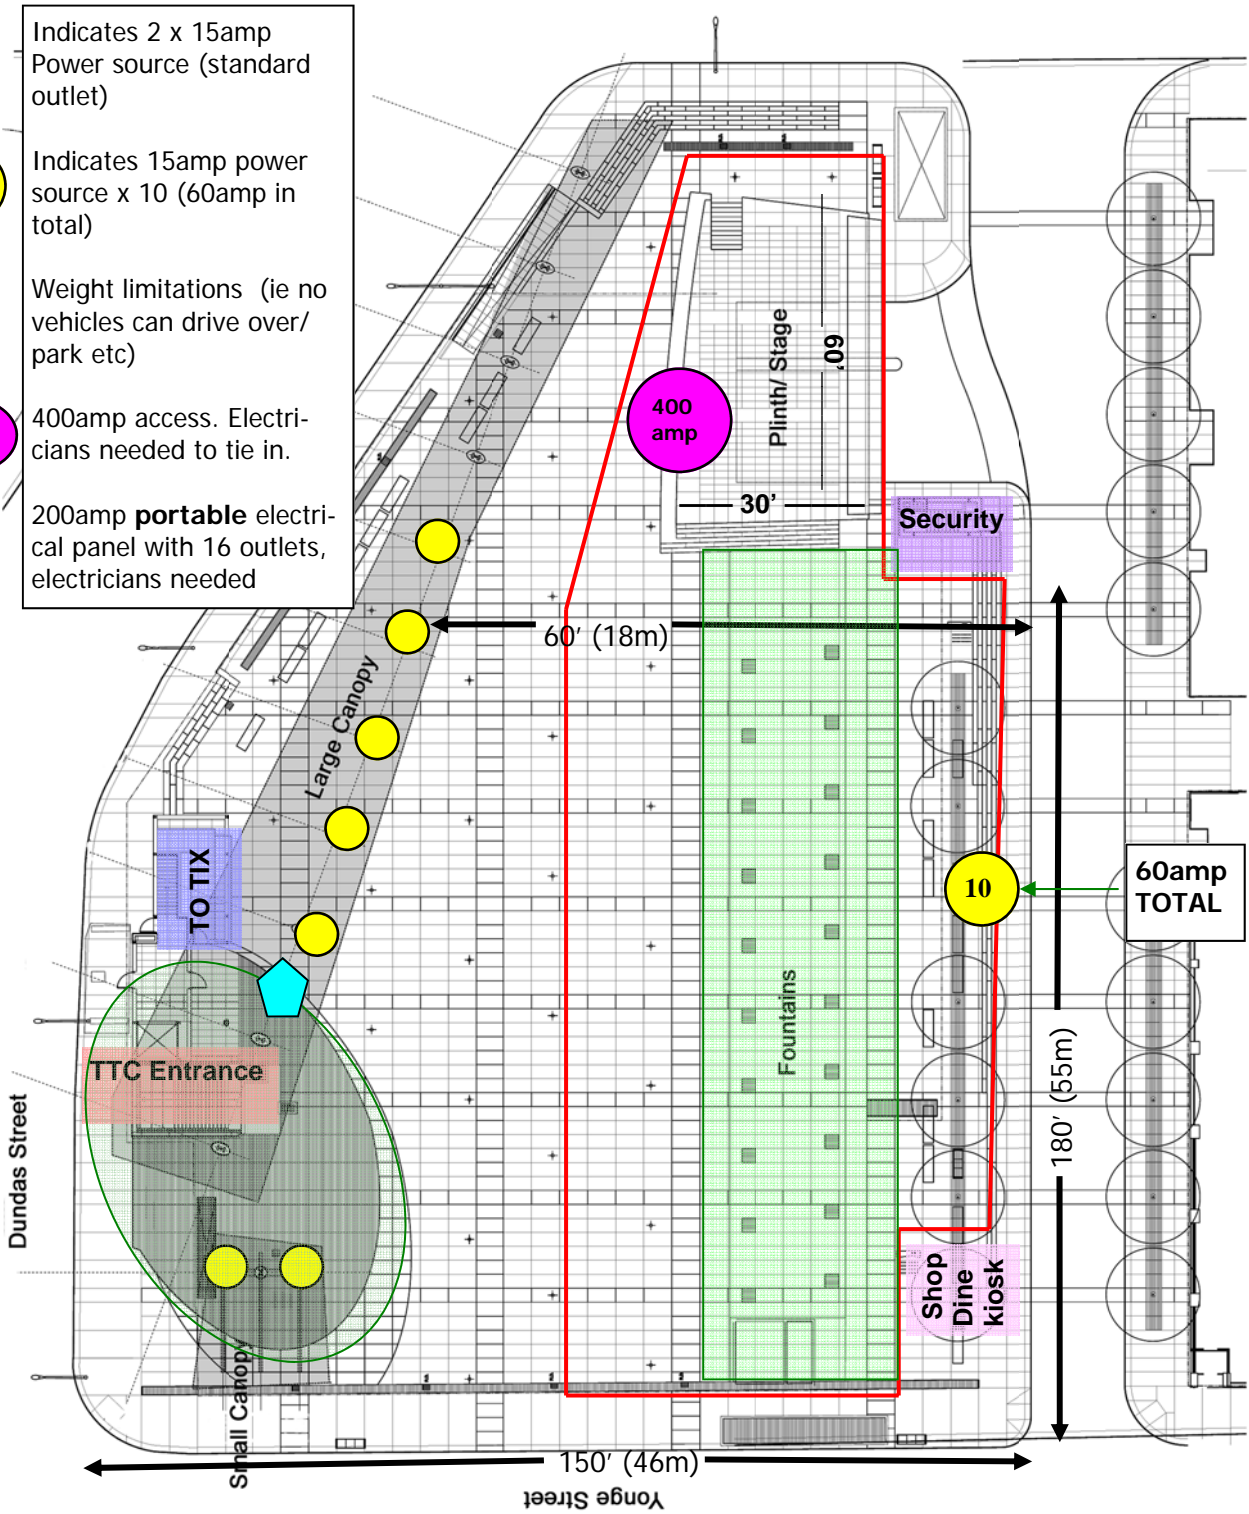 Indicates 2 x 15amp
Power source (standard
outlet)
Indicates 15amp power
source x 10 (60amp in
total)
Weight limitations (ie no
vehicles can drive over/
park etc)
400amp access. Electri-
cians needed to tie in.
200amp portable electri-
cal panel with 16 outlets,
electricians needed
400
amp
Plinth/ Stage
60'
30'
Security
60' (18m)
Large Canopy
TO TIX
10
60amp
TOTAL
Fountains
TTC Entrance
180' (55m)
Dundas Street
Shop
Dine
kiosk
Small Canopy
150' (46m)
Yonge Street